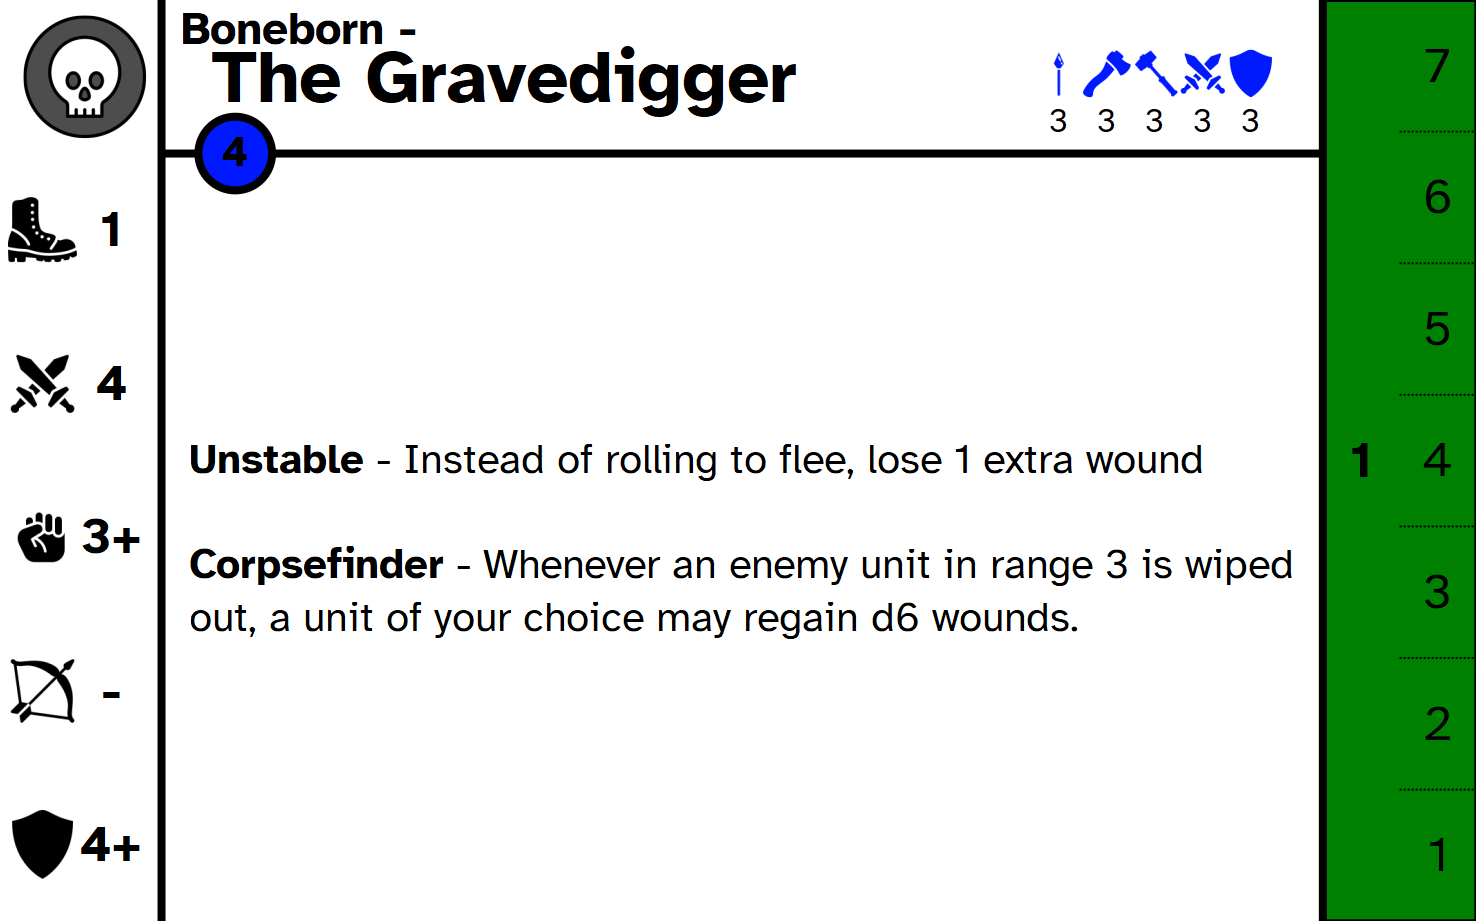 Boneborn -
The Gravedigger
3 3 3 3 3
4
1
4
3+
-
4+
Unstable - Instead of rolling to flee, lose 1 extra wound
Corpsefinder - Whenever an enemy unit in range 3 is wiped
out, a unit of your choice may regain d6 wounds.
7
6
5
1 4
3
2
1